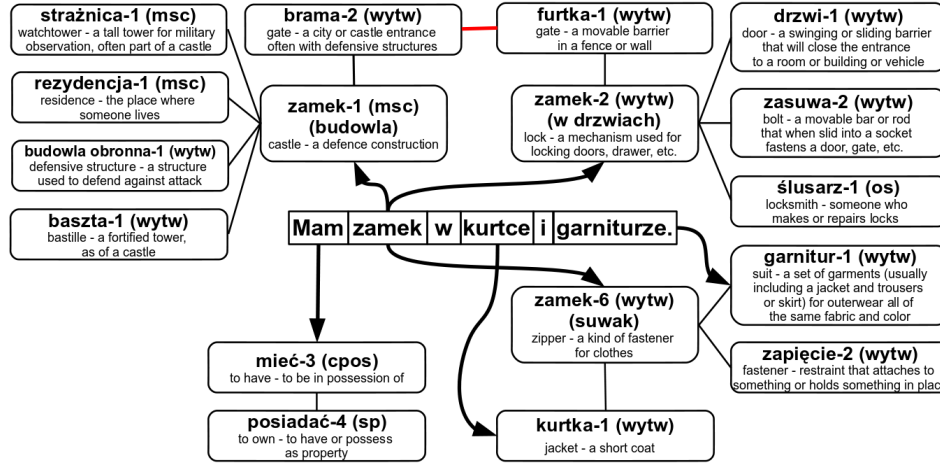 strażnica-1 (msc)
watchtower - a tall tower for military
observation, often part of a castle
rezydencja-1 (msc)
residence - the place where
someone lives
budowla obronna-1 (wytw)
defensive structure - a structure
used to defend against attack
baszta-1 (wytw)
bastille - a fortified tower,
as of a castle
brama-2 (wytw)
gate - a city or castle entrance
often with defensive structures
zamek-1 (msc)
(budowla)
castle - a defence construction
furtka-1 (wytw)
gate - a movable barrier
in a fence or wall
zamek-2 (wytw)
(w drzwiach)
lock - a mechanism used for
locking doors, drawer, etc.
drzwi-1 (wytw)
door - a swinging or sliding barrier
that will close the entrance
to a room or building or vehicle
zasuwa-2 (wytw)
bolt - a movable bar or rod
that when slid into a socket
fastens a door, gate, etc.
ślusarz-1 (os)
locksmith - someone who
makes or repairs locks
Mam zamek w kurtce i garniturze.
garnitur-1 (wytw)
suit - a set of garments (usually
including a jacket and trousers
or skirt) for outerwear all of
the same fabric and color
zamek-6 (wytw)
(suwak)
zipper - a kind of fastener
for clothes
zapięcie-2 (wytw)
fastener - restraint that attaches to
something or holds something in plac
mieć-3 (cpos)
to have - to be in possession of
posiadać-4 (sp)
to own - to have or possess
as property
kurtka-1 (wytw)
jacket - a short coat